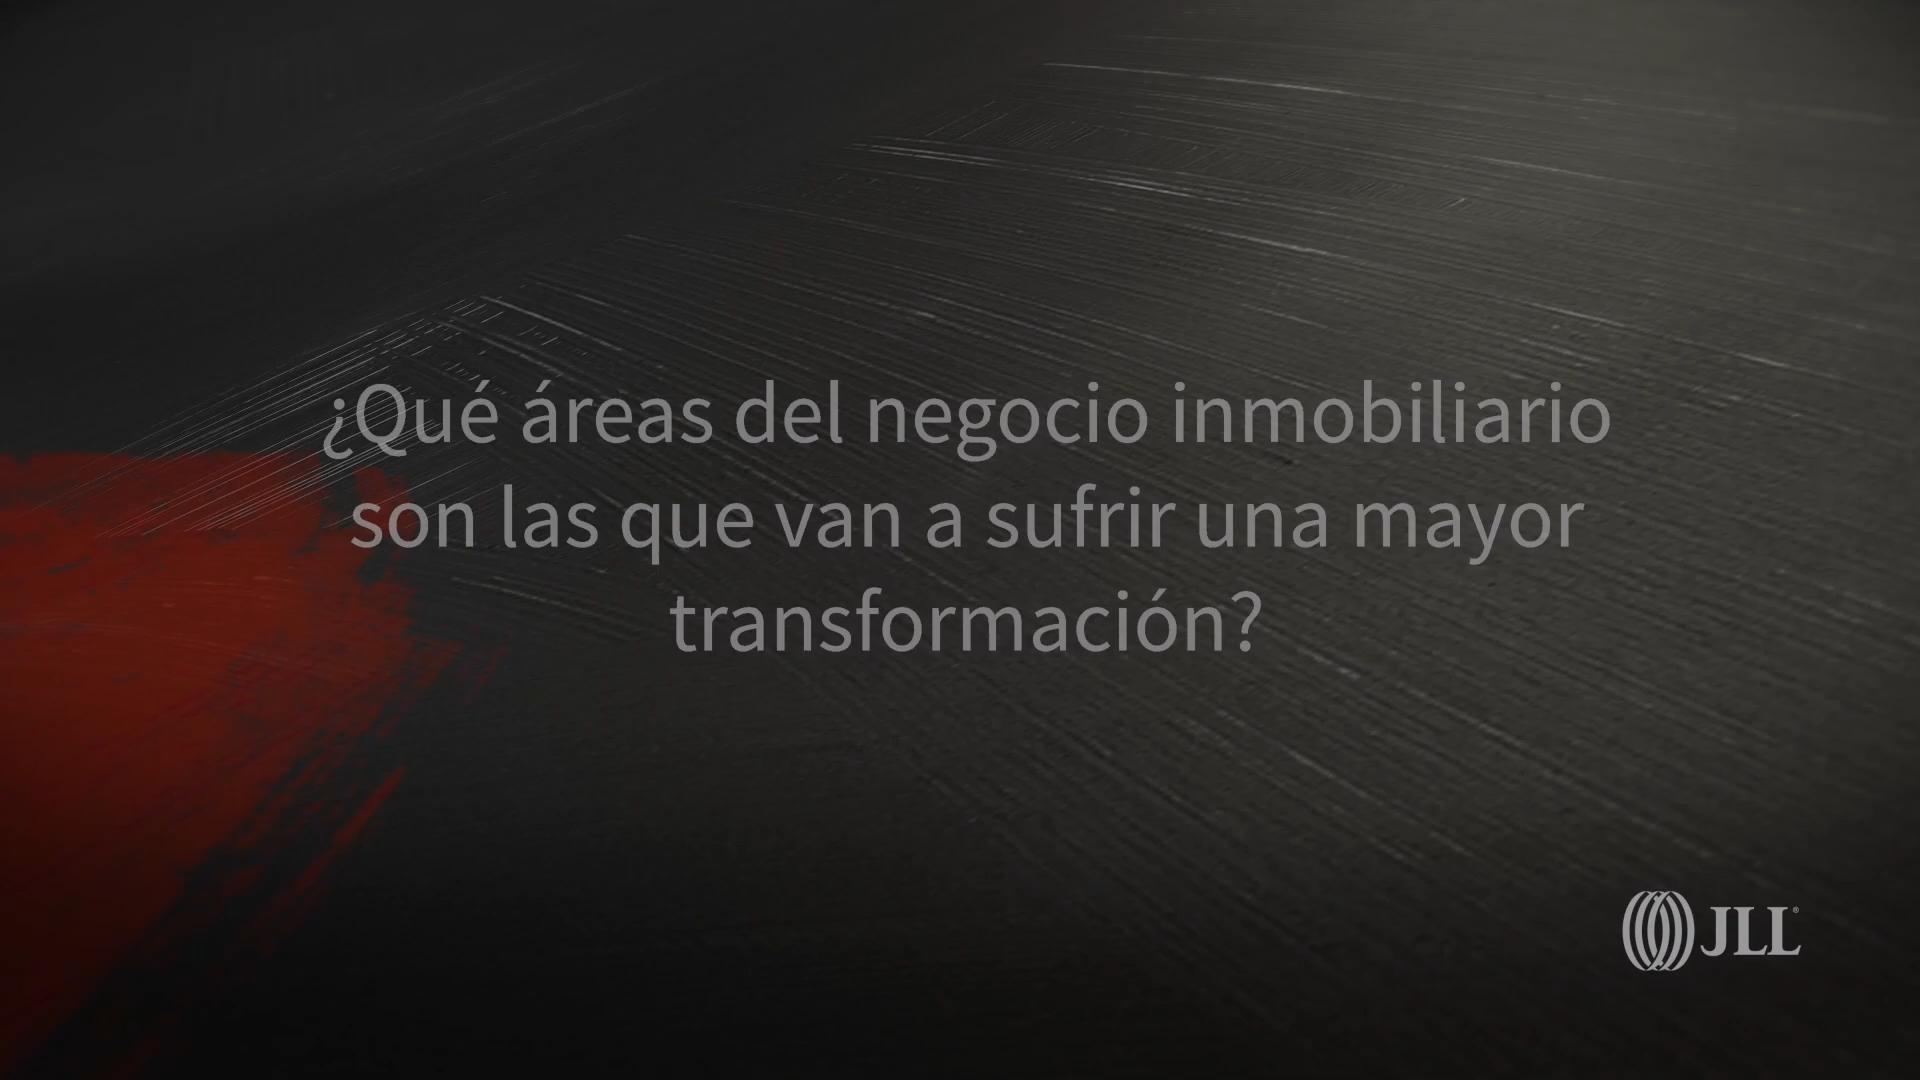 ¿Qué áreas del negocio inmobiliario
son las que van a sufrir una mayor
transformación?
JLL®